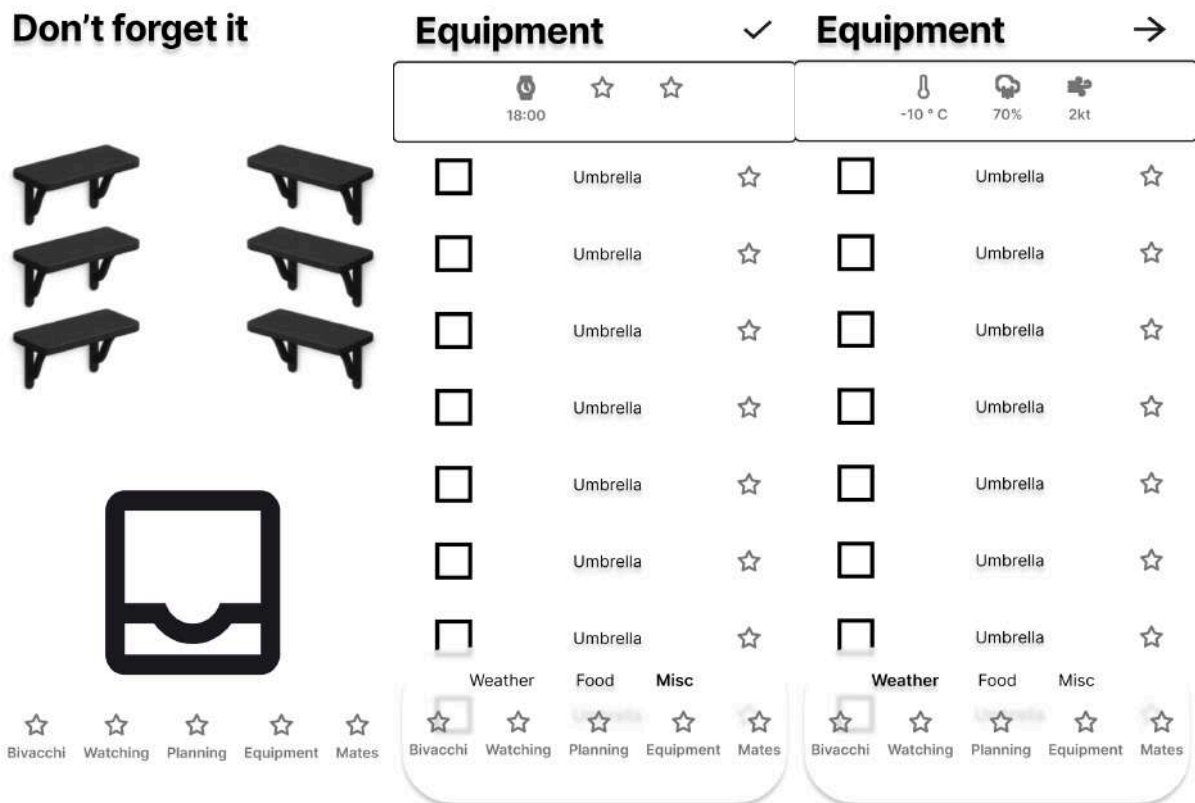 Don’t forget it
Bivacchi Watching Planning Equipment Mates
Equipment
18:00
Umbrella
Umbrella
Umbrella
Umbrella
Umbrella
Umbrella
Umbrella
Weather Food Misc
Bivacchi Watching Planning Equipment Mates
Equipment
-10 ° C 70% 2kt
Umbrella
Umbrella
Umbrella
Umbrella
Umbrella
Umbrella
Umbrella
Weather Food Misc
Bivacchi Watching Planning Equipment Mates